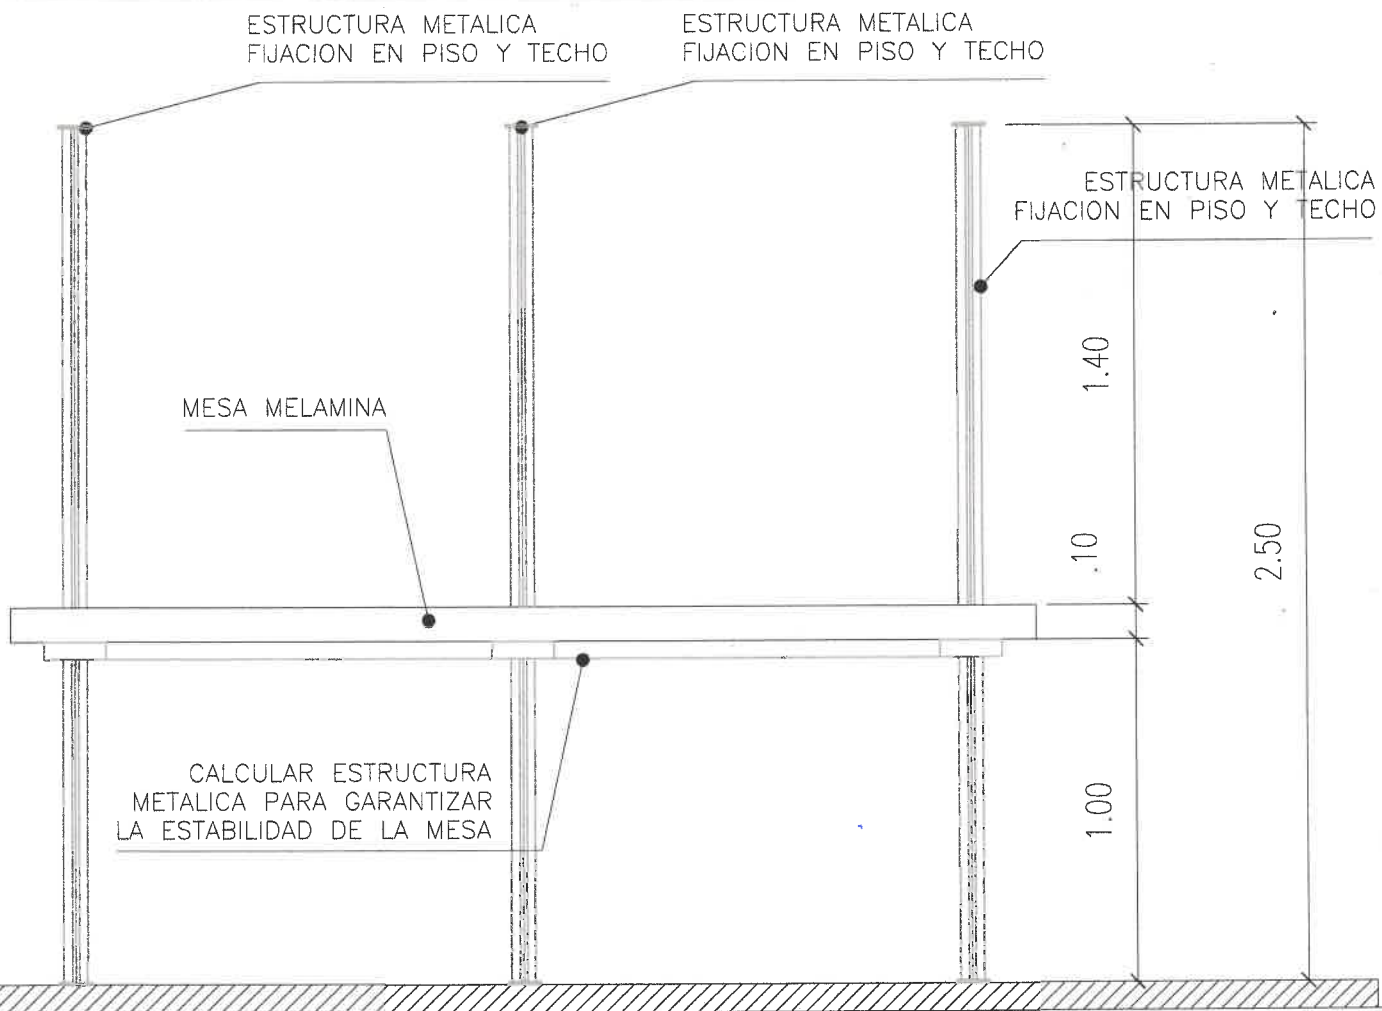 ESTRUCTURA METALICA
FIJACION EN PISO Y TECHO
ESTRUCTURA METALICA
FIJACION EN PISO Y TECHO
ESTRUCTURA METALICA
FIJACION EN PISO Y TECHO
1.40
MESA MELAMINA
.10
2.50
CALCULAR ESTRUCTURA
METALICA PARA GARANTIZAR
LA ESTABILIDAD DE LA MESA
1.00